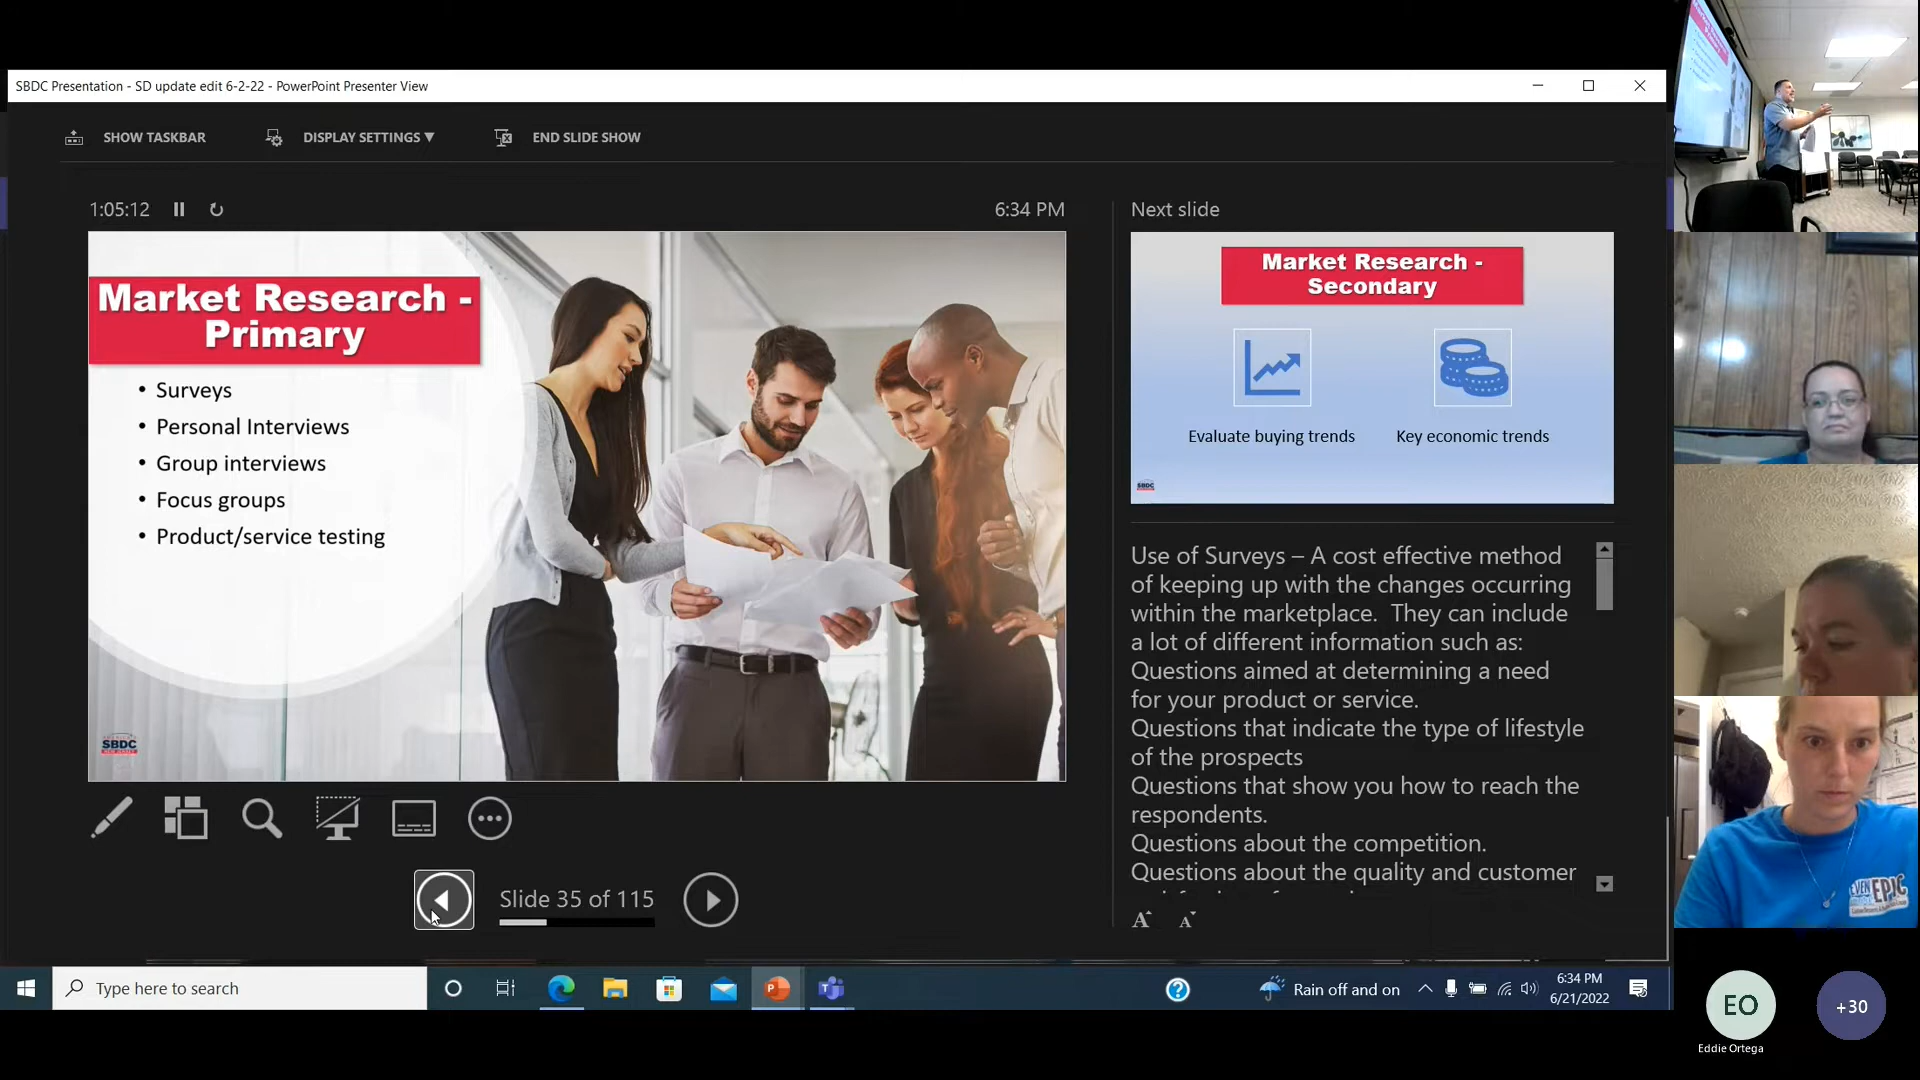 SBDC Presentation - SD update edit 6-2-22 - PowerPoint Presenter View
SHOW TASKBAR
DISPLAY SETTINGS ▼
END SLIDE SHOW
1:05:12
6:34 PM
Market Research -
Primary
• Surveys
• Personal Interviews
• Group interviews
• Focus groups
• Product/service testing
SBDC
Next slide
Market Research -
Secondary
Evaluate buying trends
Key economic trends
SBDC
Use of Surveys – A cost effective method
of keeping up with the changes occurring
within the marketplace. They can include
a lot of different information such as:
Questions aimed at determining a need
for your product or service.
Questions that indicate the type of lifestyle
of the prospects
Questions that show you how to reach the
respondents.
Questions about the competition.
Questions about the quality and customer
Slide 35 of 115
A A
Type here to search
Rain off and on
6:34 PM
6/21/2022
EPIC
EO
Eddie Ortega
+30